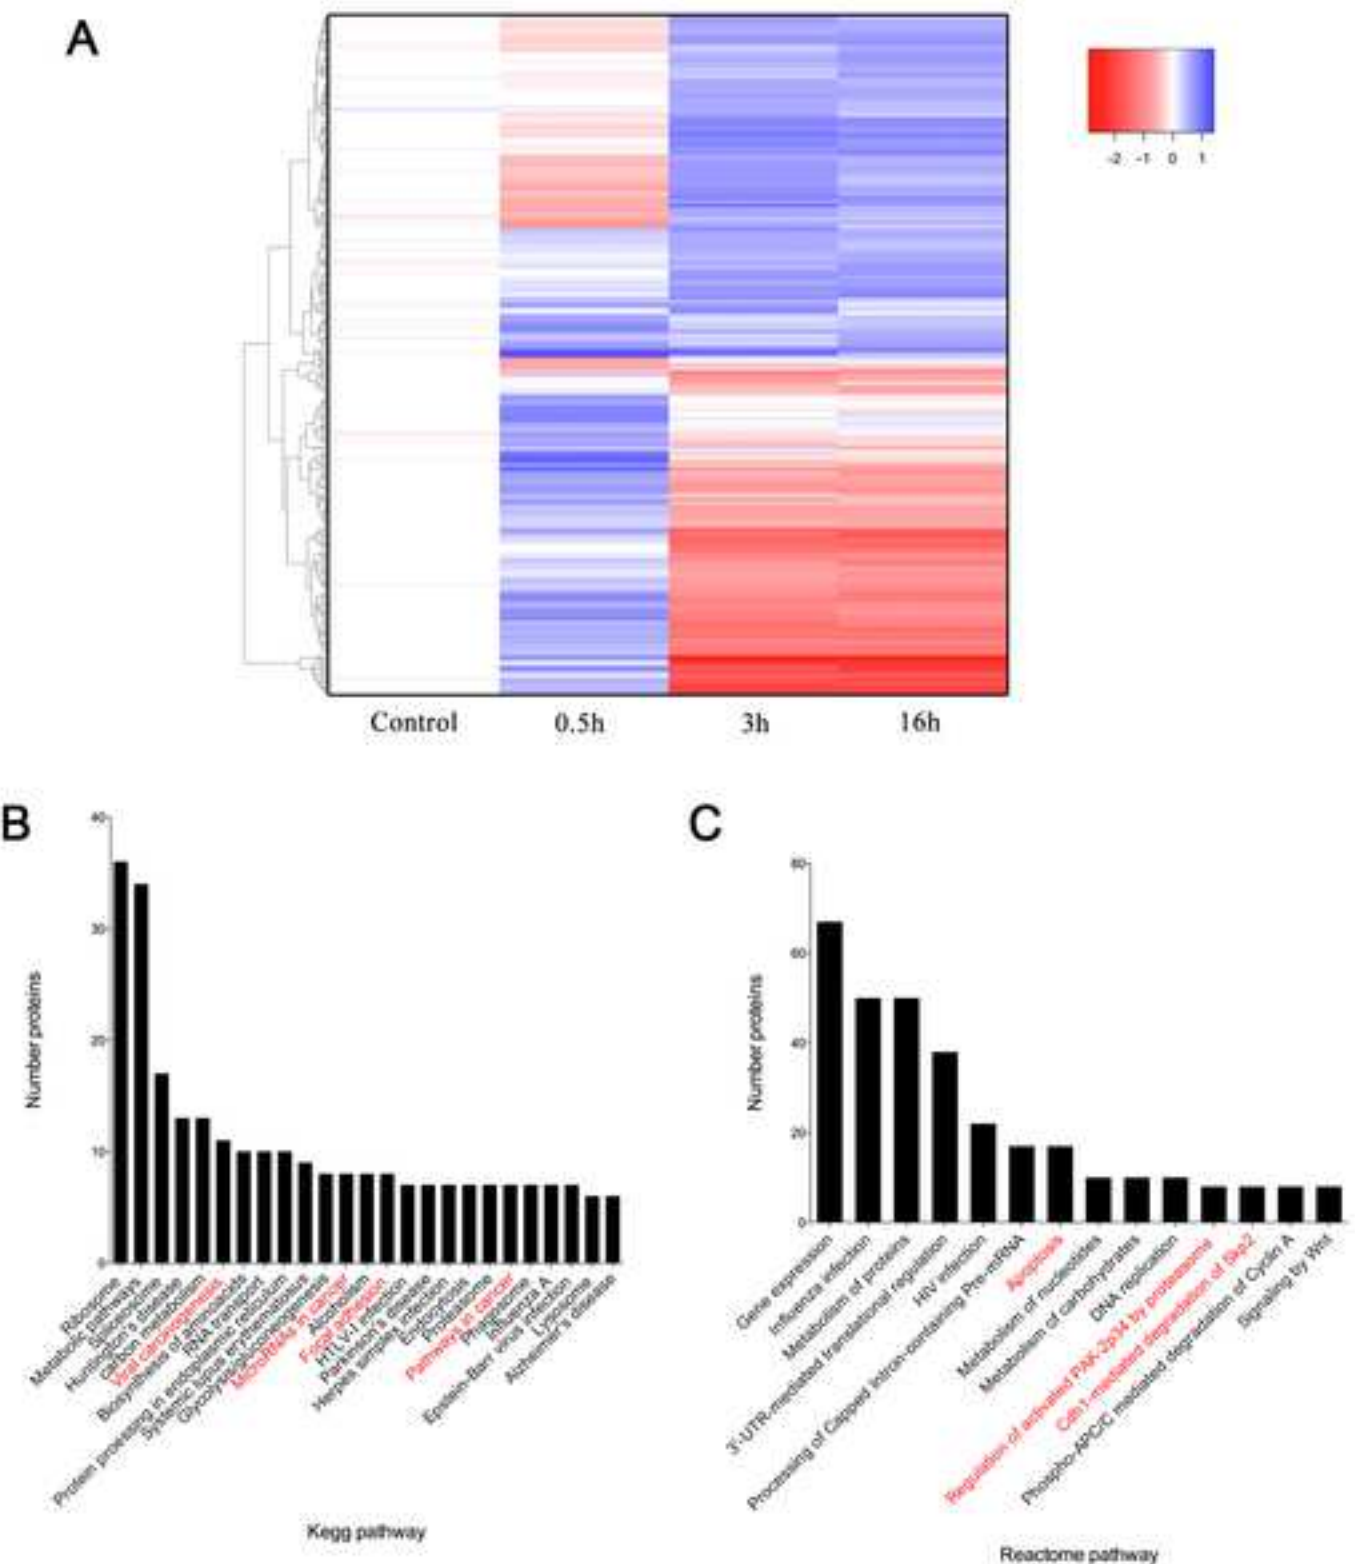 A
-2 -1 0 1
Control 0.5h 3h 16h
B
Number proteins
40
30
20
10
0
Ribosome
Metabolic pathways
Spliceosome
Huntington's disease
Carbon metabolism
Viral carcinogenesis
Biosynthesis of aminoacids
RNA transport
Protein proessing in endoplasmic reticulum
Systemic lupus erythematosus
MicroRNAs in cancer
Alcoholism
Focal adhesion
HTLV-I infection
Parkinson's disease
Herpes simplex infection
Endocytosis
Proteasome
Pathways in cancer
Phagosome
Influenza A
Epstein-Barr virus infection
Lysosome
Alzheimer's disease
Kegg pathway
C
Number proteins
80
60
40
20
0
Gene expression
Influenza infection
Metabolism of proteins
3'-UTR-mediated translational regulation
HIV infection
Processing of Capped Intron-containing Pre-mRNA
Apoptosis
Metabolism of nucleotides
Metabolism of carbohydrates
DNA replication
Regulation of activated PAK-2p34 by proteasome
Cdh1-mediated degradation of Skp2
Phospho-APC/C mediated degradation of Cyclin A
Signaling by Wnt
Reactome pathway